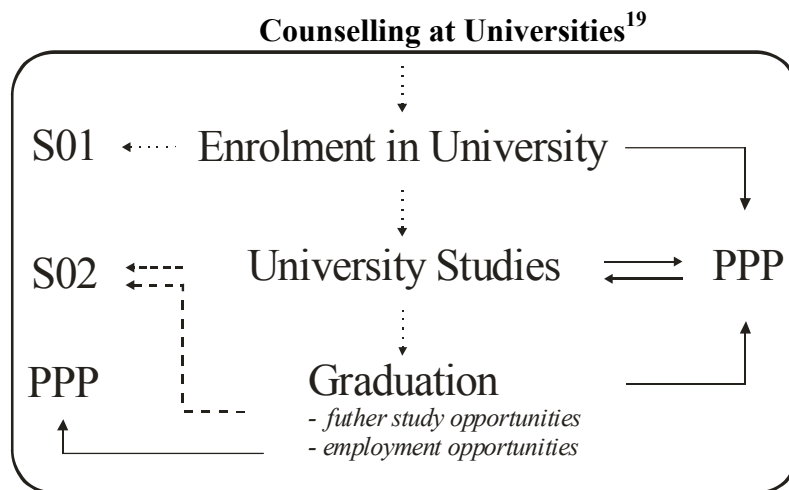 Counselling at Universities19
S01 Enrolment in University
S02 University Studies PPP
PPP Graduation
- futher study opportunities
- employment opportunities